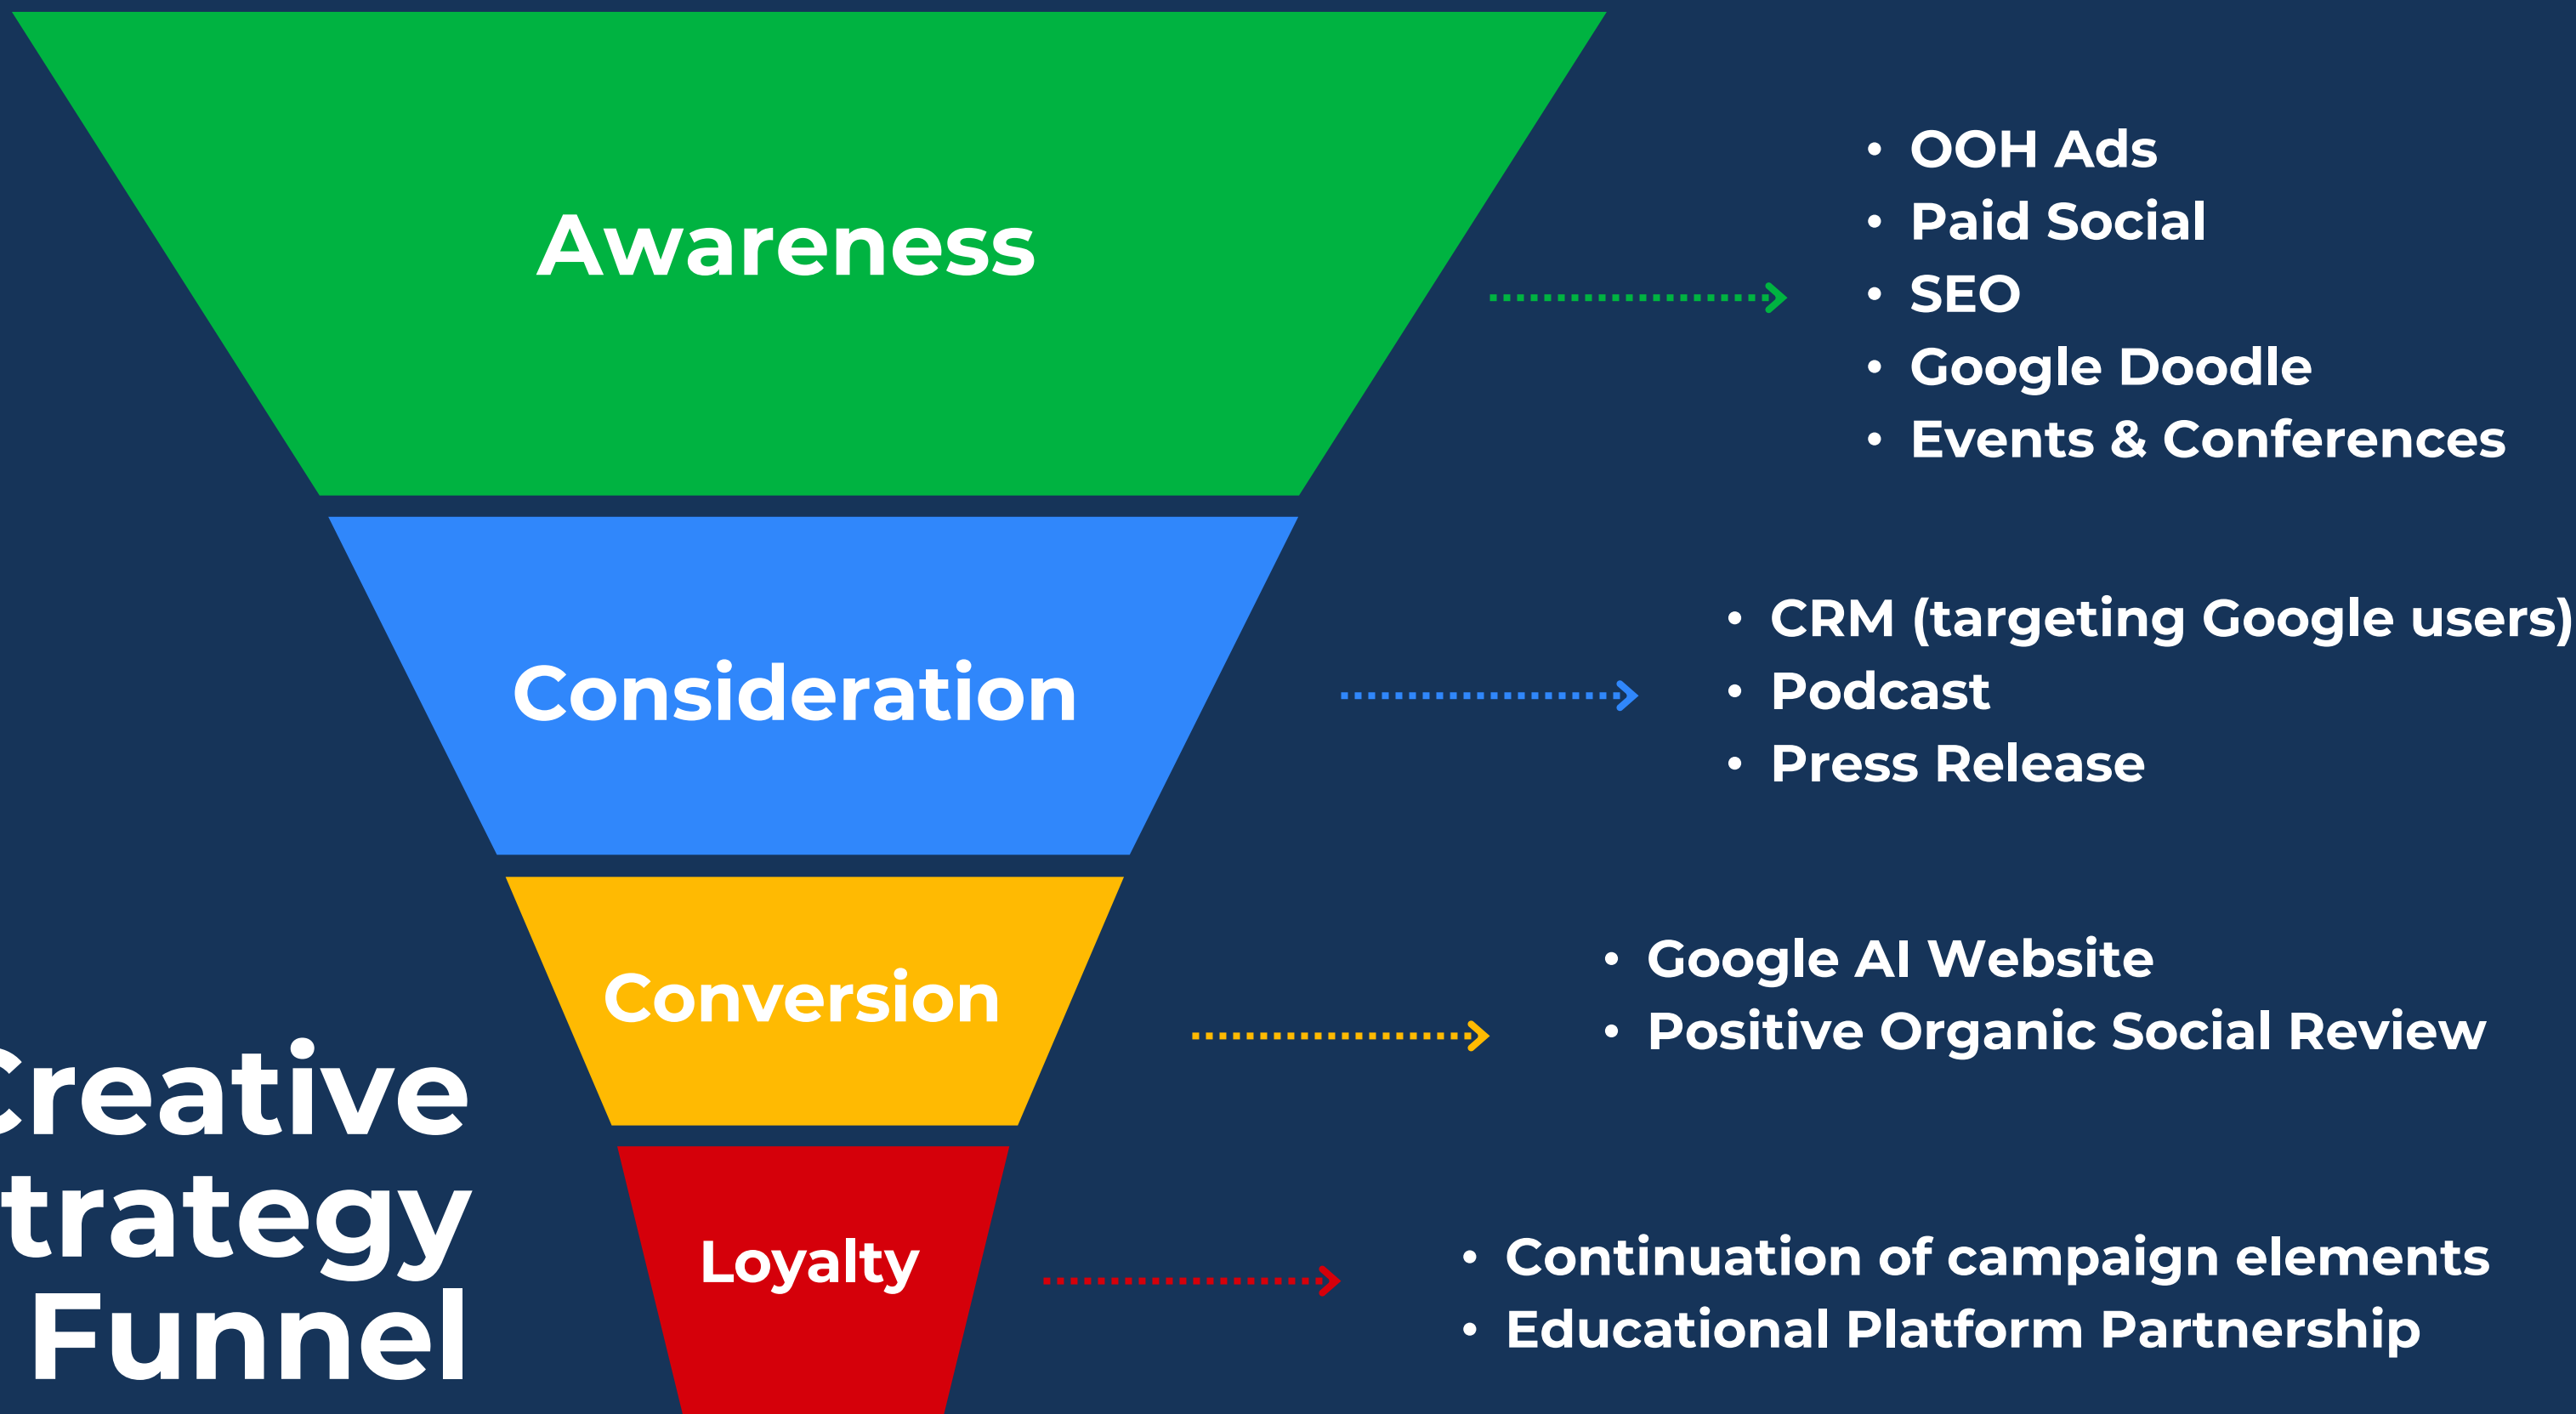 Awareness
• OOH Ads
• Paid Social
• SEO
• Google Doodle
• Events & Conferences
Consideration
• CRM (targeting Google users)
• Podcast
• Press Release
Conversion
• Google AI Website
• Positive Organic Social Review
Loyalty
• Continuation of campaign elements
• Educational Platform Partnership
Creative
trategy
Funnel